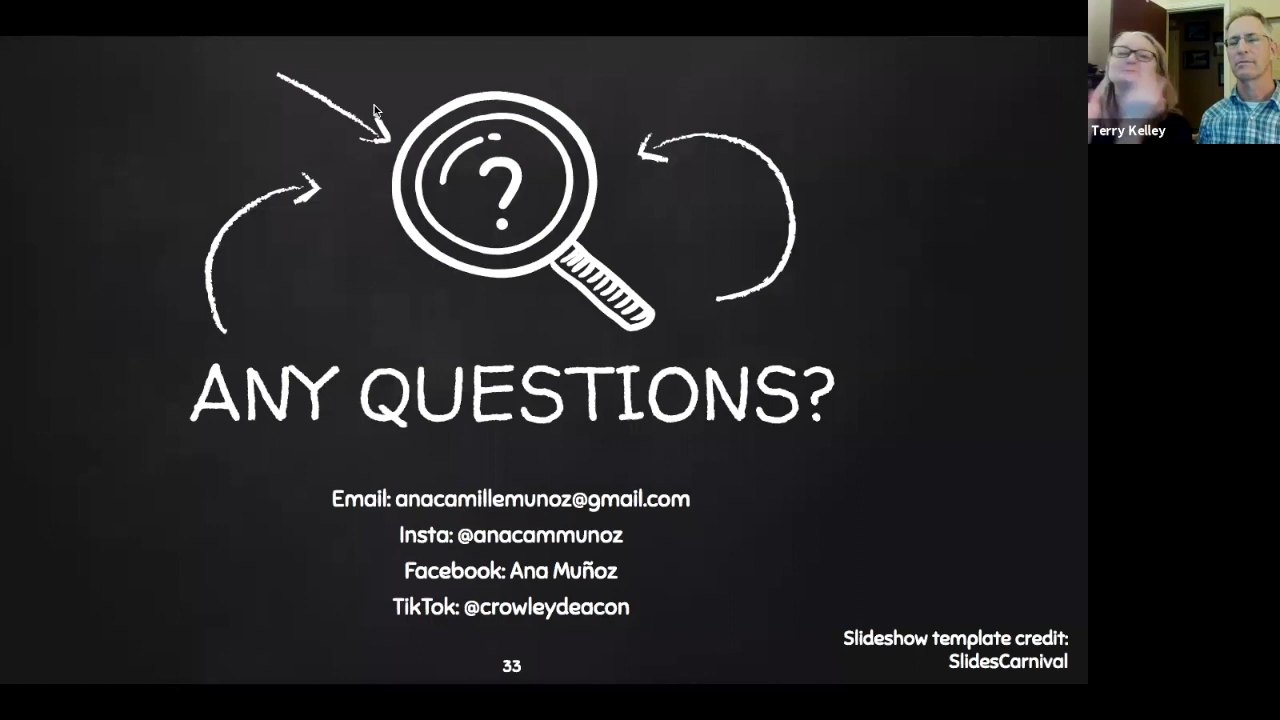 Terry Kelley
?
ANY QUESTIONS?
Email: anacamillemunoz@gmail.com
Insta: @anacammunoz
Facebook: Ana Muñoz
TikTok: @crowleydeacon
Slideshow template credit:
SlidesCarnival
33